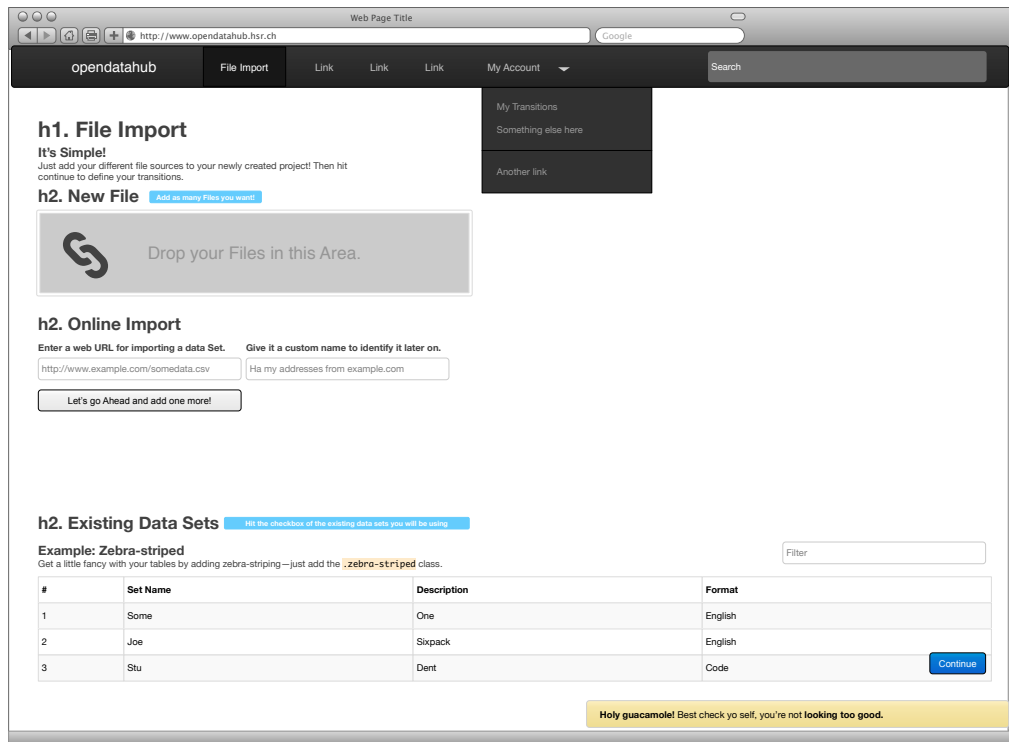 Web Page Title
http://www.opendatahub.hsr.ch
Google
opendatahub
File Import
Link
Link
Link
My Account
Search
My Transitions
Something else here
Another link
h1. File Import
It's Simple!
Just add your different file sources to your newly created project! Then hit
continue to define your transitions.
h2. New File
Add as many Files you want!
Drop your Files in this Area.
h2. Online Import
Enter a web URL for importing a data Set.
Give it a custom name to identify it later on.
http://www.example.com/somedata.csv
Ha my addresses from example.com
Let's go Ahead and add one more!
h2. Existing Data Sets
Hit the checkbox of the existing data sets you will be using
Example: Zebra-striped
Get a little fancy with your tables by adding zebra-striping—just add the .zebra-striped class.
Filter
# Set Name Description Format
1 Some One English
2 Joe Sixpack English
3 Stu Dent Code
Continue
Holy guacamole! Best check yo self, you're not looking too good.